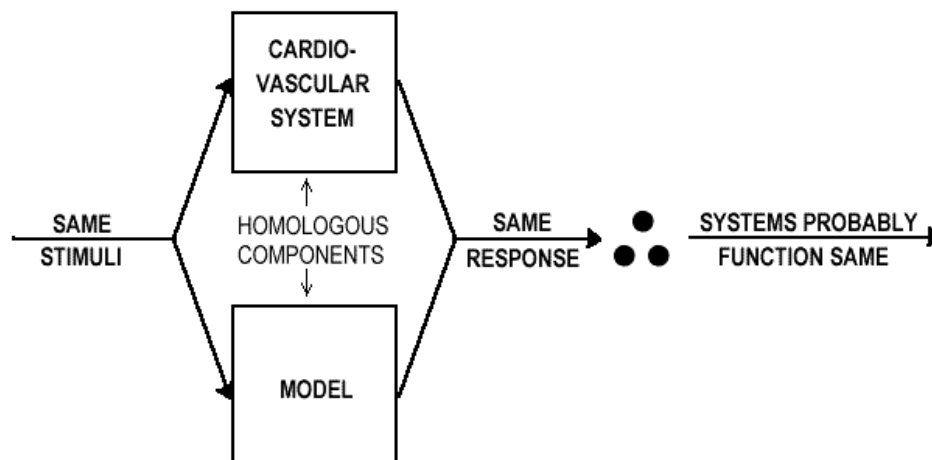 CARDIO-
VASCULAR
SYSTEM
SAME
STIMULI
HOMOLOGOUS
COMPONENTS
SAME
RESPONSE
SYSTEMS PROBABLY
FUNCTION SAME
MODEL